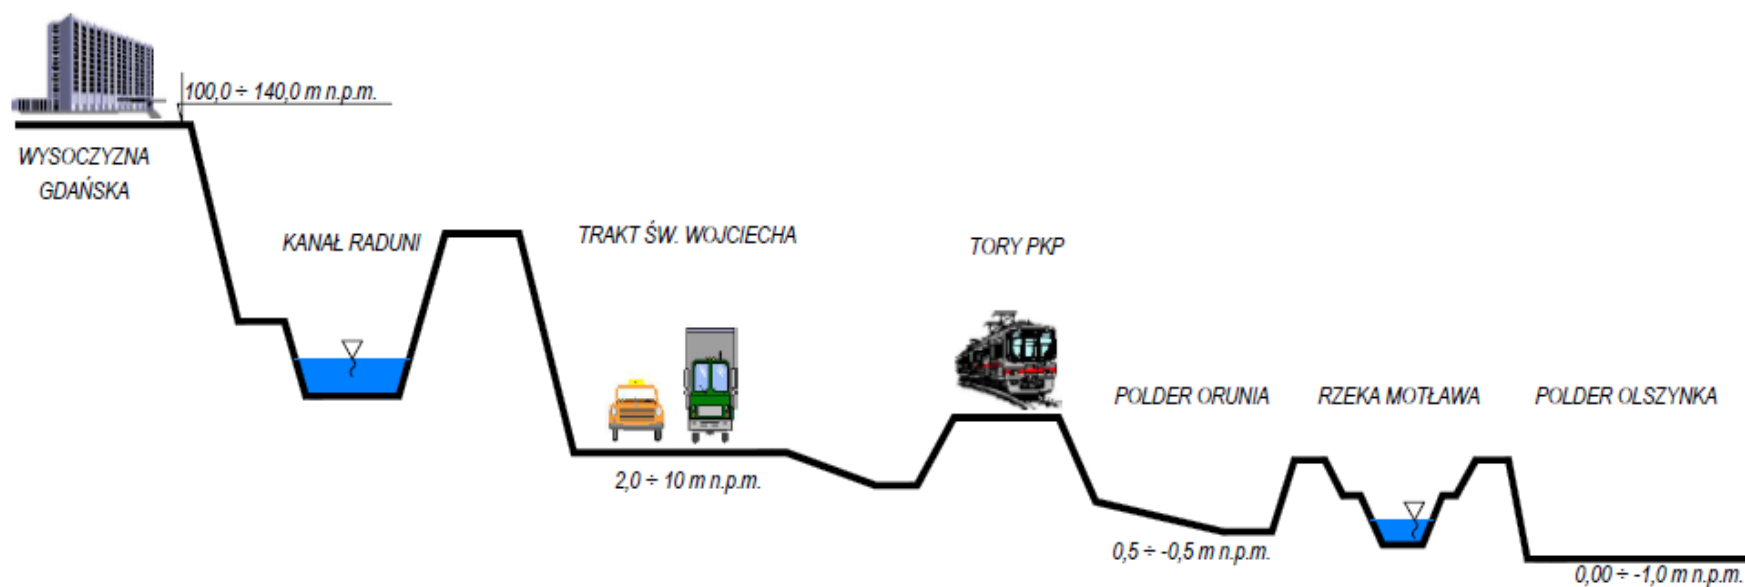 100,0 ÷ 140,0 m n.p.m.
WYSOCZYZNA
GDAŃSKA
KANAŁ RADUNI
TRAKT ŚW. WOJCIECHA
TORY PKP
POLDER ORUNIA
RZEKA MOTŁAWA
POLDER OLSZYNKA
2,0 ÷ 10 m n.p.m.
0,5 ÷ -0,5 m n.p.m.
0,00 ÷ -1,0 m n.p.m.